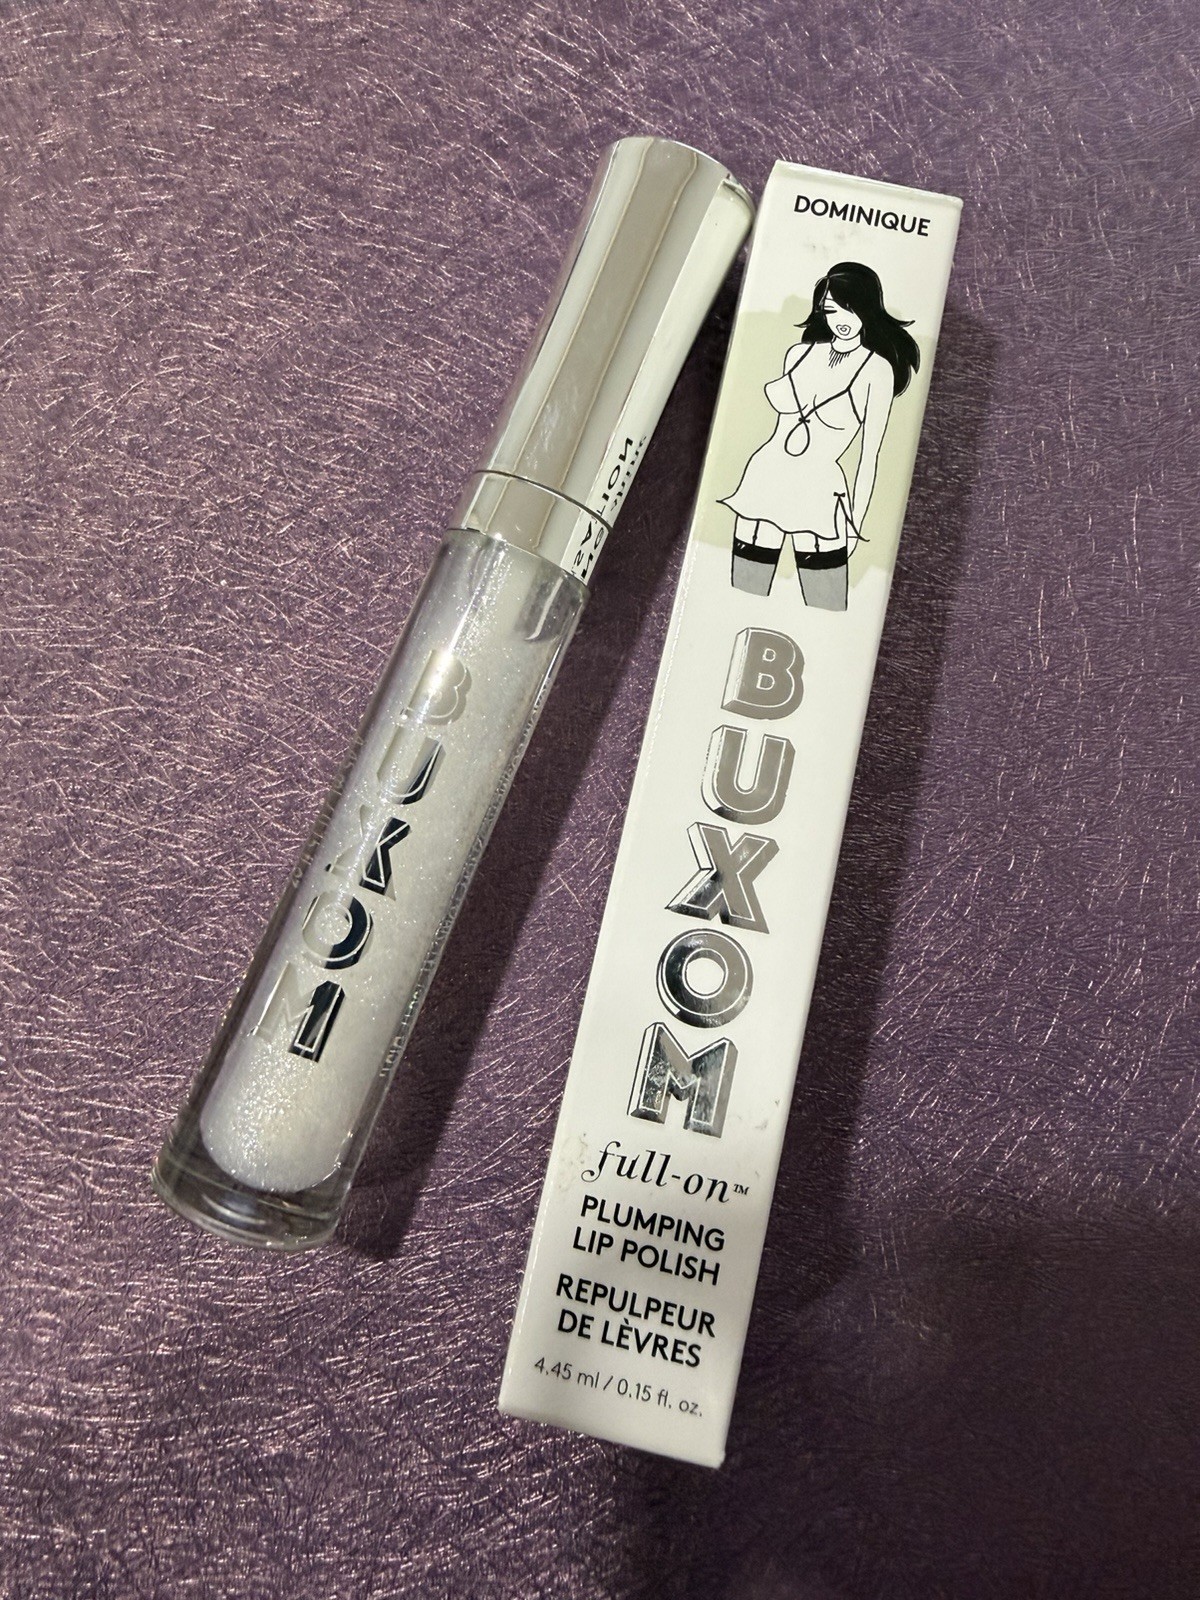 BUXOM
DOMINIQUE
BUXOM
full-on™
PLUMPING
LIP POLISH
REPULPEUR
DE LÈVRES
4.45 ml / 0.15 fl. oz.